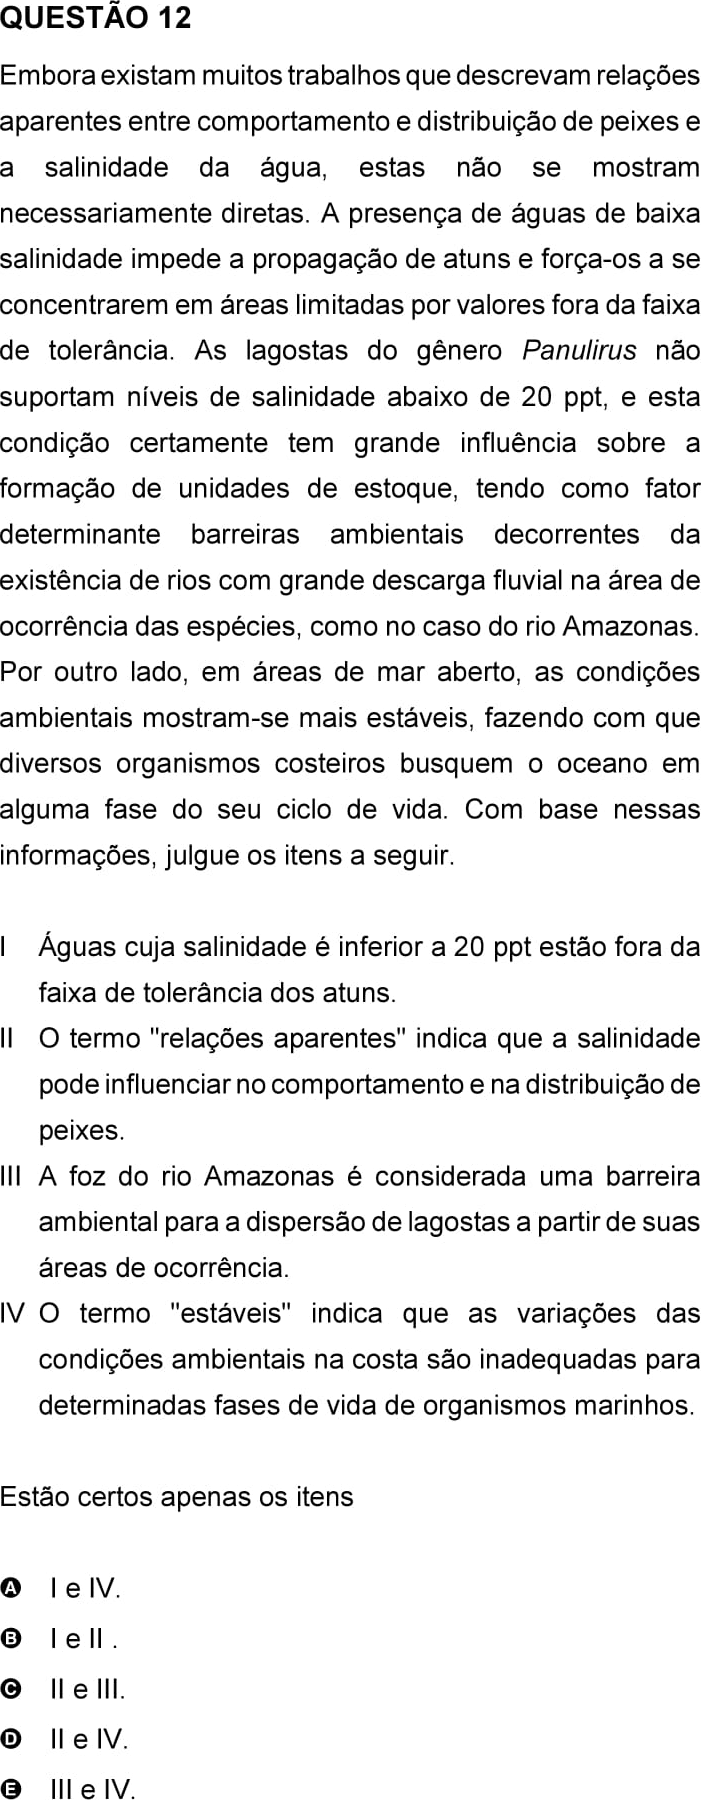 QUESTÃO 12
Embora existam muitos trabalhos que descrevam relações
aparentes entre comportamento e distribuição de peixes e
a salinidade da água, estas não se mostram
necessariamente diretas. A presença de águas de baixa
salinidade impede a propagação de atuns e força-os a se
concentrarem em áreas limitadas por valores fora da faixa
de tolerância. As lagostas do gênero Panulirus não
suportam níveis de salinidade abaixo de 20 ppt, e esta
condição certamente tem grande influência sobre a
formação de unidades de estoque, tendo como fator
determinante barreiras ambientais decorrentes da
existência de rios com grande descarga fluvial na área de
ocorrência das espécies, como no caso do rio Amazonas.
Por outro lado, em áreas de mar aberto, as condições
ambientais mostram-se mais estáveis, fazendo com que
diversos organismos costeiros busquem o oceano em
alguma fase do seu ciclo de vida. Com base nessas
informações, julgue os itens a seguir.
I Águas cuja salinidade é inferior a 20 ppt estão fora da
faixa de tolerância dos atuns.
II O termo "relações aparentes" indica que a salinidade
pode influenciar no comportamento e na distribuição de
peixes.
III A foz do rio Amazonas é considerada uma barreira
ambiental para a dispersão de lagostas a partir de suas
áreas de ocorrência.
IV O termo "estáveis" indica que as variações das
condições ambientais na costa são inadequadas para
determinadas fases de vida de organismos marinhos.
Estão certos apenas os itens
A I e IV.
B I e II .
C II e III.
D II e IV.
E III e IV.